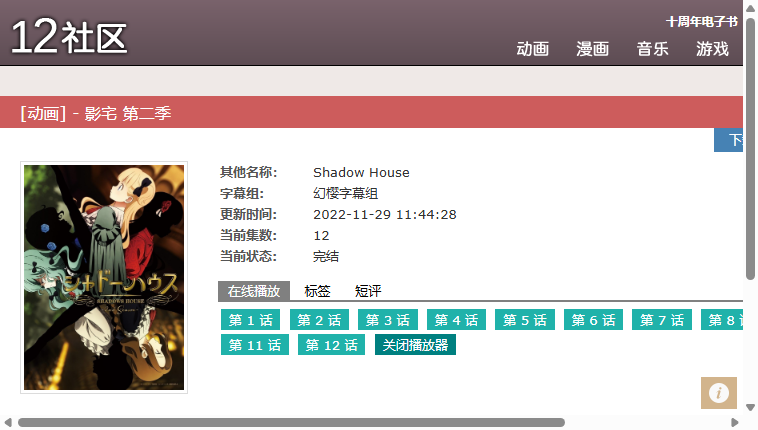 十周年电子书
12社区
动画 漫画 音乐 游戏
[动画] - 影宅 第二季
下
其他名称: Shadow House
字幕组: 幻樱字幕组
更新时间: 2022-11-29 11:44:28
当前集数: 12
当前状态: 完结
シャドーハウス
SHADOWS HOUSE
在线播放 标签 短评
第 1 话 第 2 话 第 3 话 第 4 话 第 5 话 第 6 话 第 7 话 第 8
第 11 话 第 12 话 关闭播放器